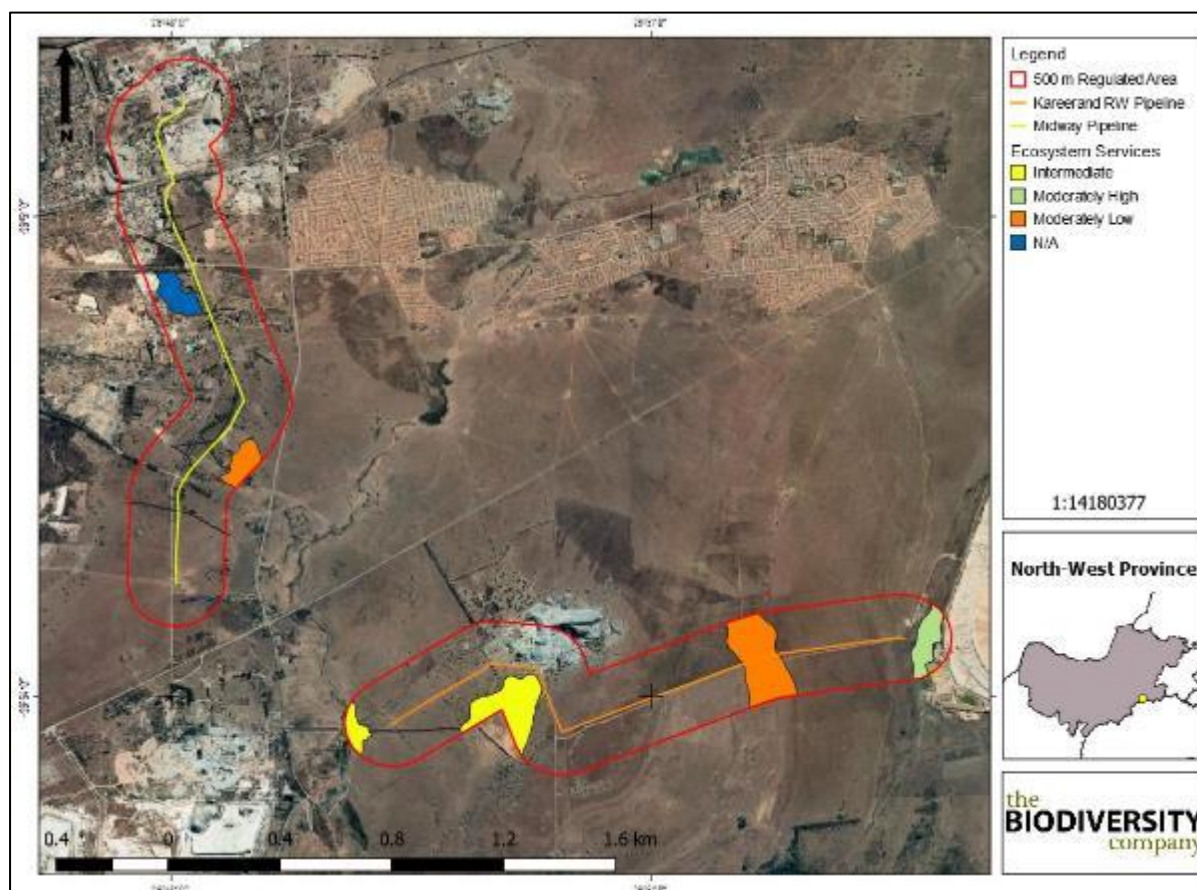 N
Legend
500 m Regulated Area
Kareerand RW Pipeline
Midway Pipeline
Ecosystem Services
Intermediate
Moderately High
Moderately Low
N/A
1:14180377
North-West Province
the
BIODIVERSITY
company
0.4 0 0.4 0.8 1.2 1.6 km